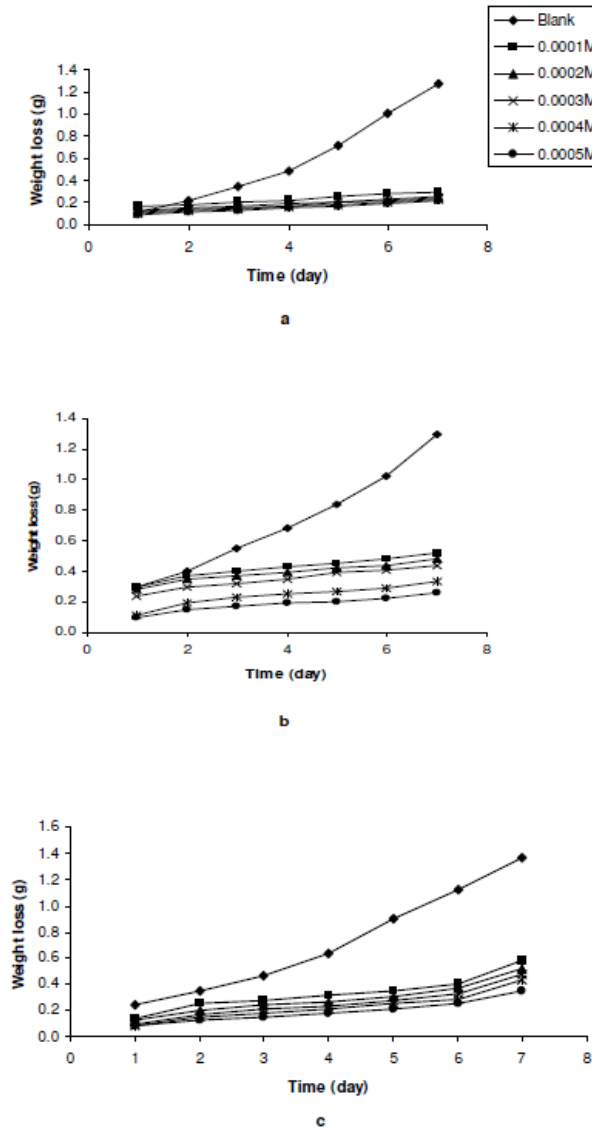 Blank
0.0001M
0.0002M
0.0003M
0.0004M
0.0005M
1.4
1.2
1.0
0.8
0.6
0.4
0.2
0.0
Weight loss (g)
0 2 4 6 8
Time (day)
a
1.4
1.2
1.0
0.8
0.6
0.4
0.2
0.0
Weight loss(g)
0 2 4 6 8
Time (day)
b
1.6
1.4
1.2
1.0
0.8
0.6
0.4
0.2
0.0
Weight loss (g)
0 1 2 3 4 5 6 7 8
Time (day)
c